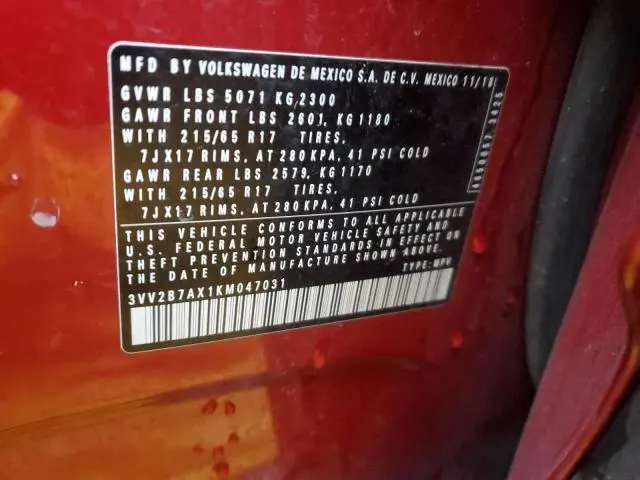 MFD BY VOLKSWAGEN DE MEXICO S.A. DE C.V. MEXICO 11/18
GVWR LBS 5071 KG 2300
GAWR FRONT LBS 2601, KG 1180
WITH 215/65 R17 TIRES,
7JX17 RIMS, AT 280 KPA, 41 PSI COLD
GAWR REAR LBS 2579, KG 1170
WITH 215/65 R17 TIRES,
7JX17 RIMS, AT 280 KPA, 41 PSI COLD
THIS VEHICLE CONFORMS TO ALL APPLICABLE
U.S. FEDERAL MOTOR VEHICLE SAFETY AND
THEFT PREVENTION STANDARDS IN EFFECT ON
THE DATE OF MANUFACTURE SHOWN ABOVE.
TYPE: MPV
3VV2B7AX1KM047031